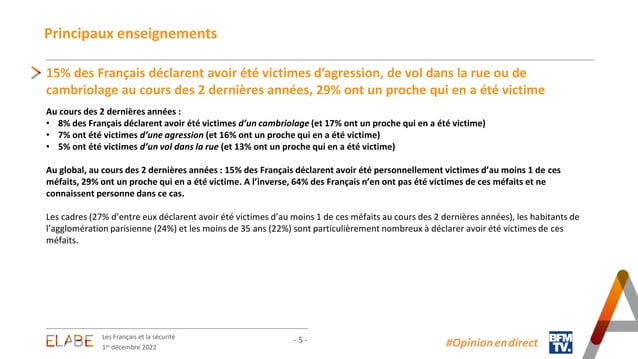 Principaux enseignements
15% des Français déclarent avoir été victimes d’agression, de vol dans la rue ou de
cambriolage au cours des 2 dernières années, 29% ont un proche qui en a été victime
Au cours des 2 dernières années :
• 8% des Français déclarent avoir été victimes d’un cambriolage (et 17% ont un proche qui en a été victime)
• 7% ont été victimes d’une agression (et 16% ont un proche qui en a été victime)
• 5% ont été victimes d’un vol dans la rue (et 13% ont un proche qui en a été victime)
Au global, au cours des 2 dernières années : 15% des Français déclarent avoir été personnellement victimes d’au moins 1 de ces
méfaits, 29% ont un proche qui en a été victime. A l’inverse, 64% des Français n’en ont pas été victimes de ces méfaits et ne
connaissent personne dans ce cas.
Les cadres (27% d’entre eux déclarent avoir été victimes d’au moins 1 de ces méfaits au cours des 2 dernières années), les habitants de
l’agglomération parisienne (24%) et les moins de 35 ans (22%) sont particulièrement nombreux à déclarer avoir été victimes de ces
méfaits.
ELABE
Les Français et la sécurité
1er décembre 2022
- 5 -
#Opinionendirect
BFM
TV.